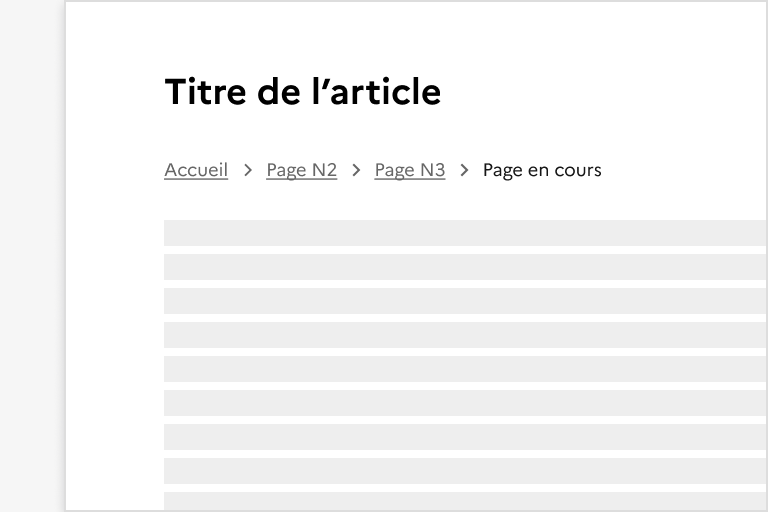 Titre de l’article
Accueil > Page N2 > Page N3 > Page en cours